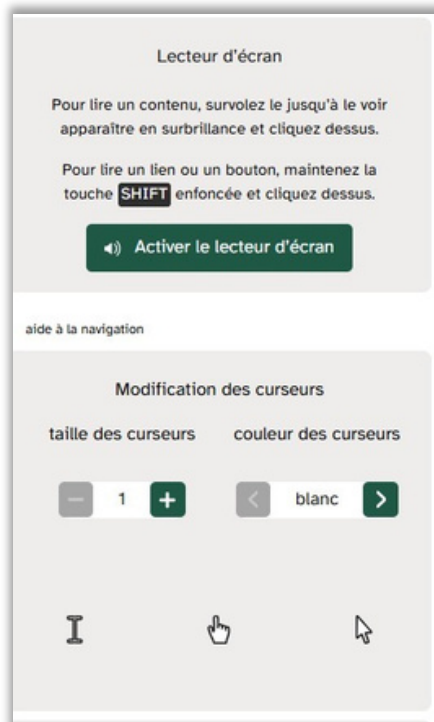 Lecteur d'écran
Pour lire un contenu, survolez le jusqu'à le voir
apparaître en surbrillance et cliquez dessus.
Pour lire un lien ou un bouton, maintenez la
touche SHIFT enfoncée et cliquez dessus.
Activer le lecteur d'écran
aide à la navigation
Modification des curseurs
taille des curseurs couleur des curseurs
− 1 + < blanc >